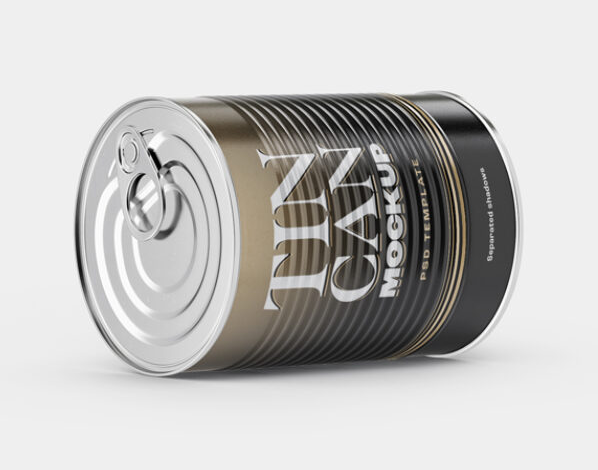 TIN
CAN
MOCKUP
PSD TEMPLATE
Separated shadows